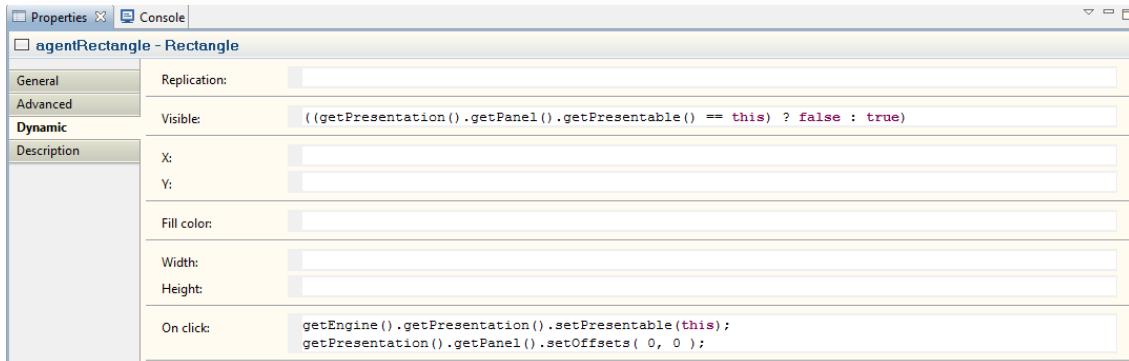 Properties Console
agentRectangle - Rectangle
General
Advanced
Dynamic
Description
Replication:
Visible: ((getPresentation().getPanel().getPresentable() == this) ? false : true)
X:
Y:
Fill color:
Width:
Height:
On click: getEngine().getPresentation().setPresentable(this);
getPresentation().getPanel().setOffsets( 0, 0 );